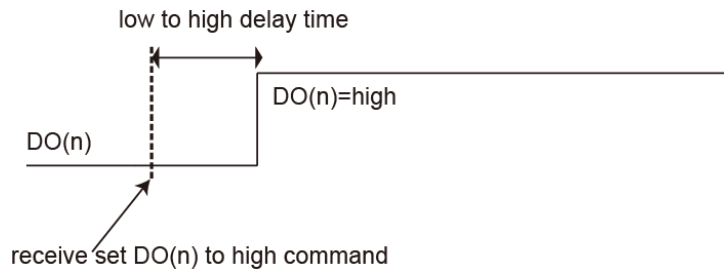 low to high delay time
DO(n)=high
DO(n)
receive set DO(n) to high command